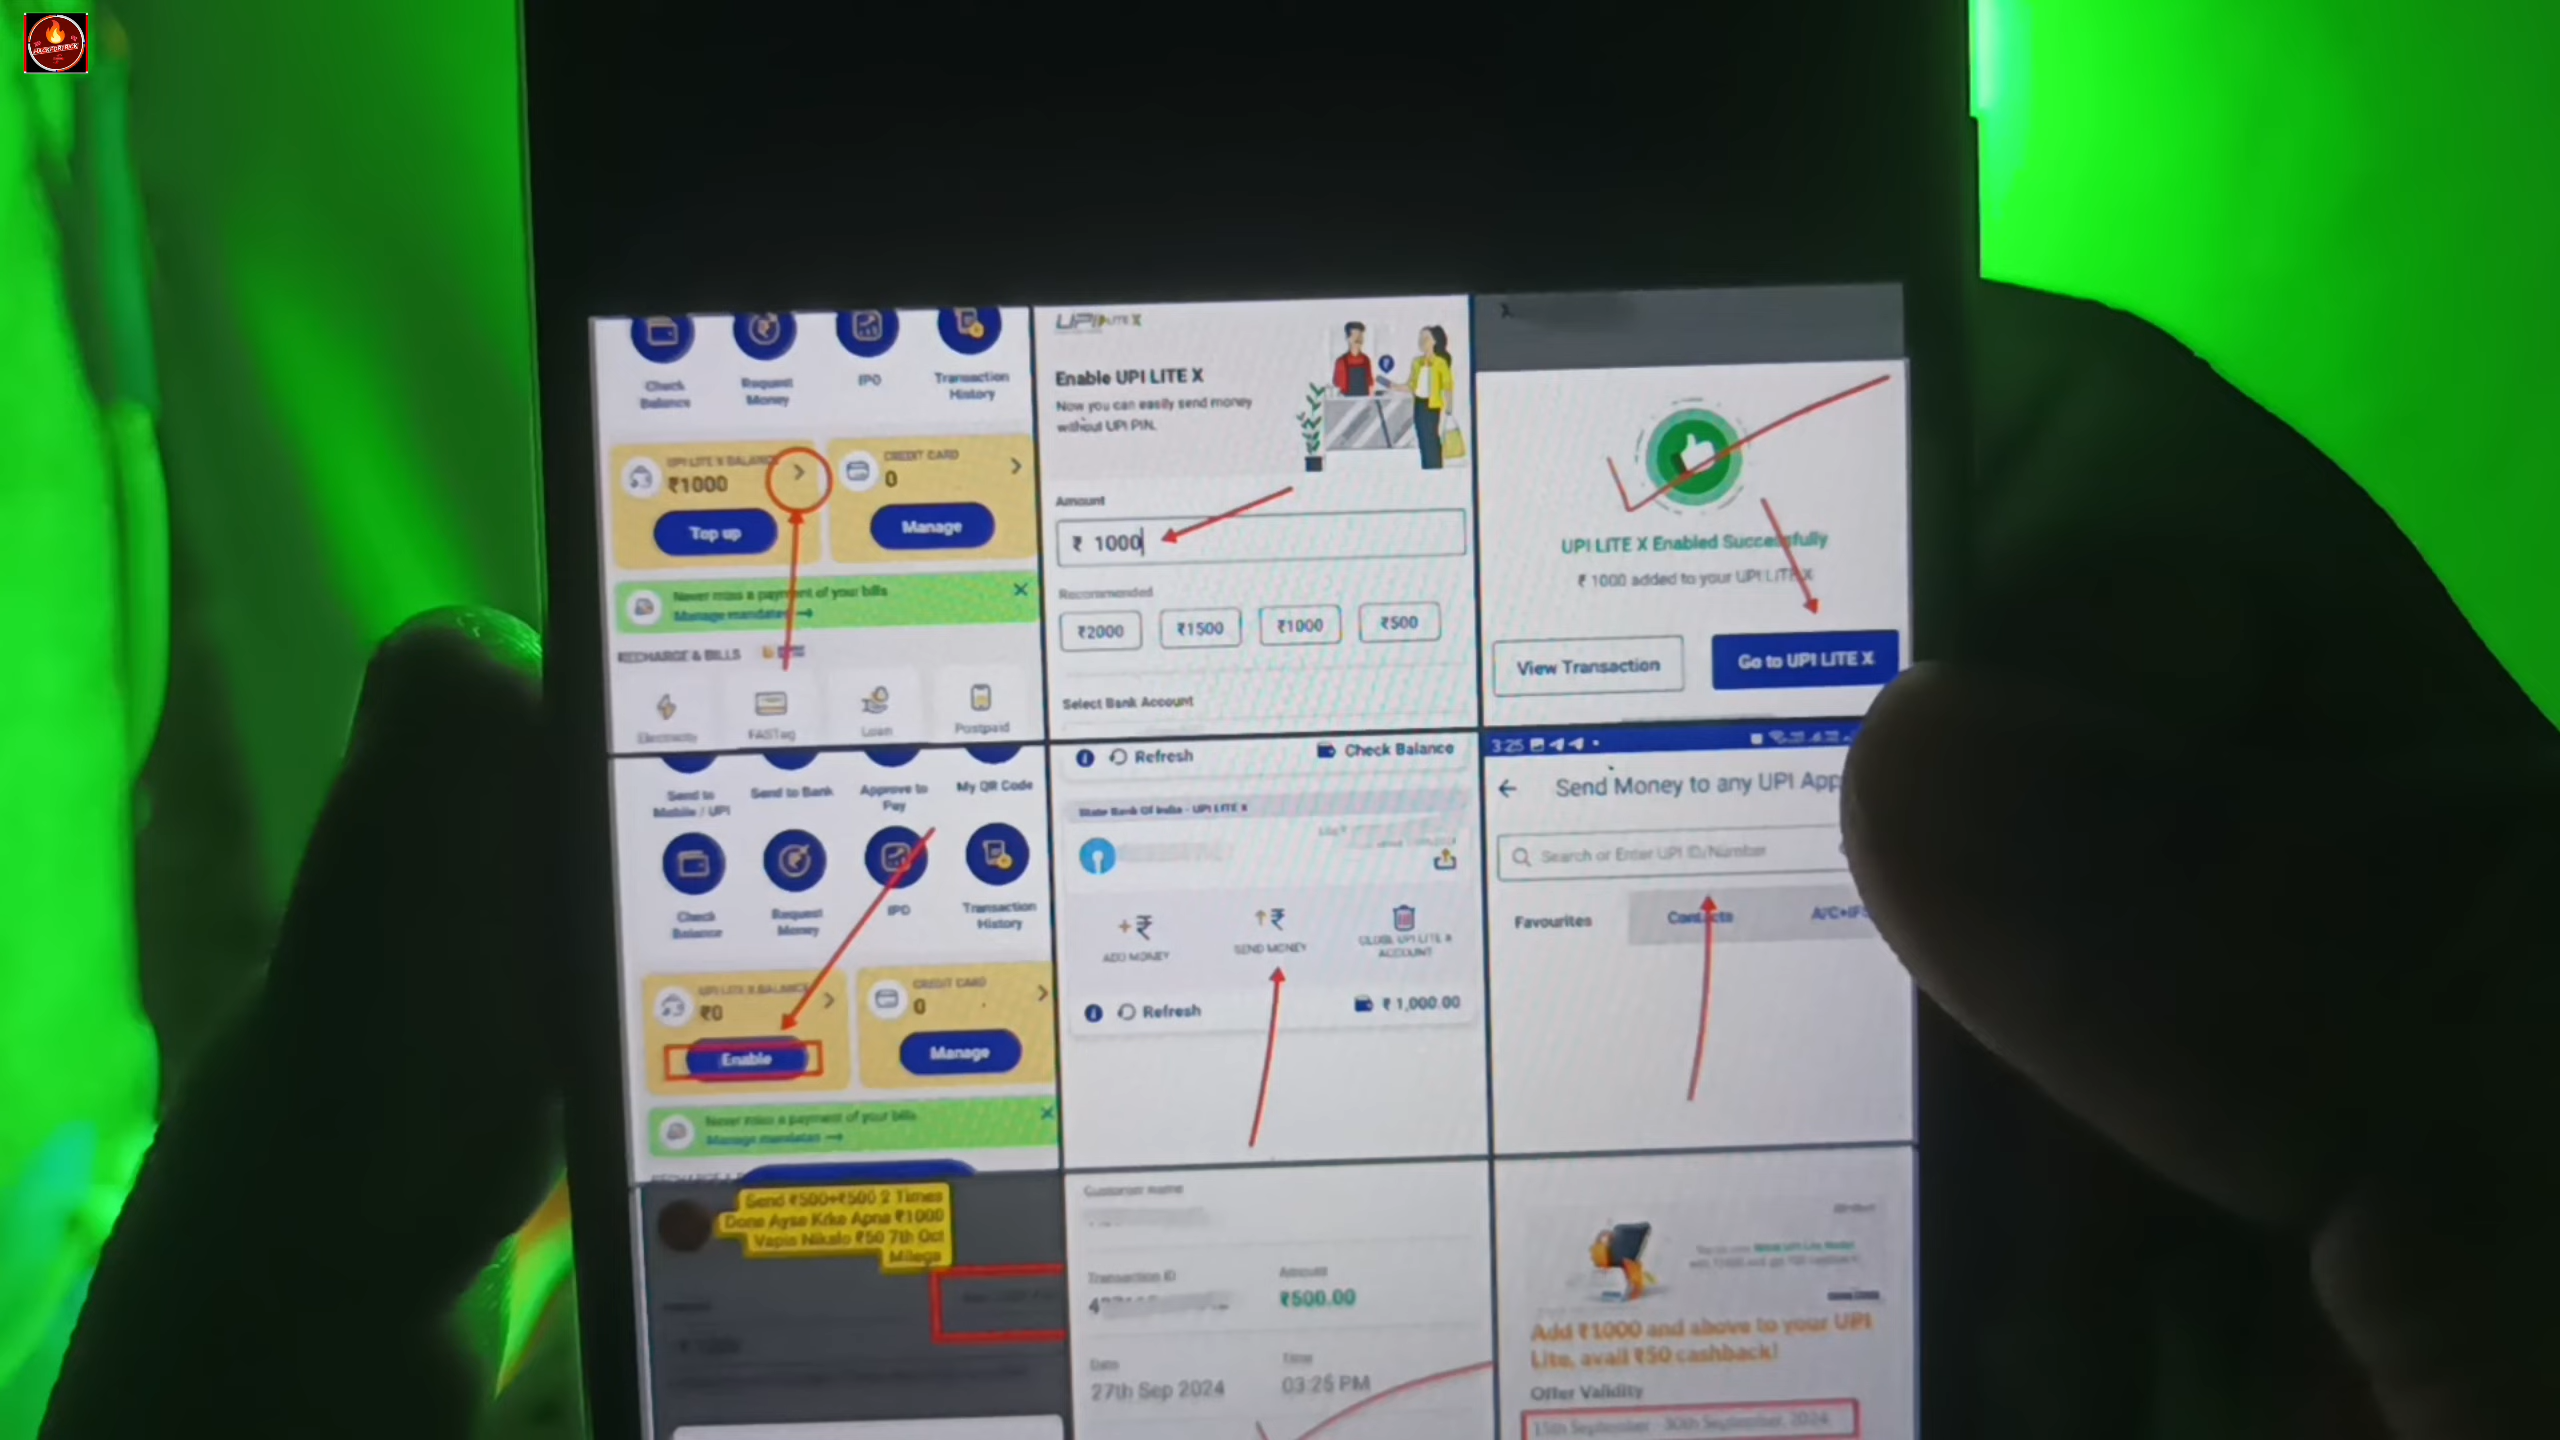 Check
Balance
Request
Money
IPO
Transaction
History
UPI LITE X BALANCE
₹1000
Top up
CREDIT CARD
0
Manage
Never miss a payment of your bills
Manage mandates →
RECHARGE & BILLS
Electricity
FASTag
Loan
Postpaid
UPI LITE X
Enable UPI LITE X
Now you can easily send money
without UPI PIN.
Amount
₹ 1000
Recommended
₹2000
₹1500
₹1000
₹500
Select Bank Account
UPI LITE X Enabled Successfully
₹ 1000 added to your UPI LITE X
View Transaction
Go to UPI LITE X
Send to
Mobile / UPI
Send to Bank
Approve to
Pay
My QR Code
Check
Balance
Request
Money
IPO
Transaction
History
UPI LITE X BALANCE
₹0
Enable
CREDIT CARD
0
Manage
Never miss a payment of your bills
Manage mandates →
Refresh
Check Balance
State Bank Of India - UPI LITE X
ADD MONEY
SEND MONEY
CLOSE UPI LITE X
ACCOUNT
Refresh
₹ 1,000.00
3:25
Send Money to any UPI App
Search or Enter UPI ID/Number
Favourites
Contacts
Send ₹500+₹500 2 Times
Done Ayse Krke Apna ₹1000
Vapis Nikalo ₹50 7th Oct
Milega
Customer name
Transaction ID
Amount
₹500.00
Date
27th Sep 2024
Time
03:25 PM
Add ₹1000 and above to your UPI
Lite, avail ₹50 cashback!
Offer Validity
15th September - 30th September, 2024